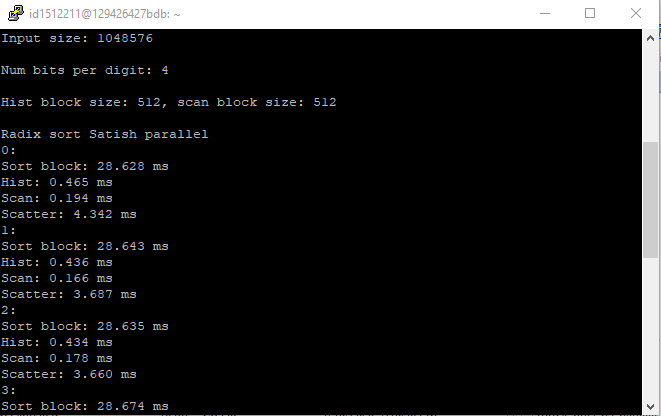 id1512211@129426427bdb: ~
Input size: 1048576
Num bits per digit: 4
Hist block size: 512, scan block size: 512
Radix sort Satish parallel
0:
Sort block: 28.628 ms
Hist: 0.465 ms
Scan: 0.194 ms
Scatter: 4.342 ms
1:
Sort block: 28.643 ms
Hist: 0.436 ms
Scan: 0.166 ms
Scatter: 3.687 ms
2:
Sort block: 28.635 ms
Hist: 0.434 ms
Scan: 0.178 ms
Scatter: 3.660 ms
3:
Sort block: 28.674 ms